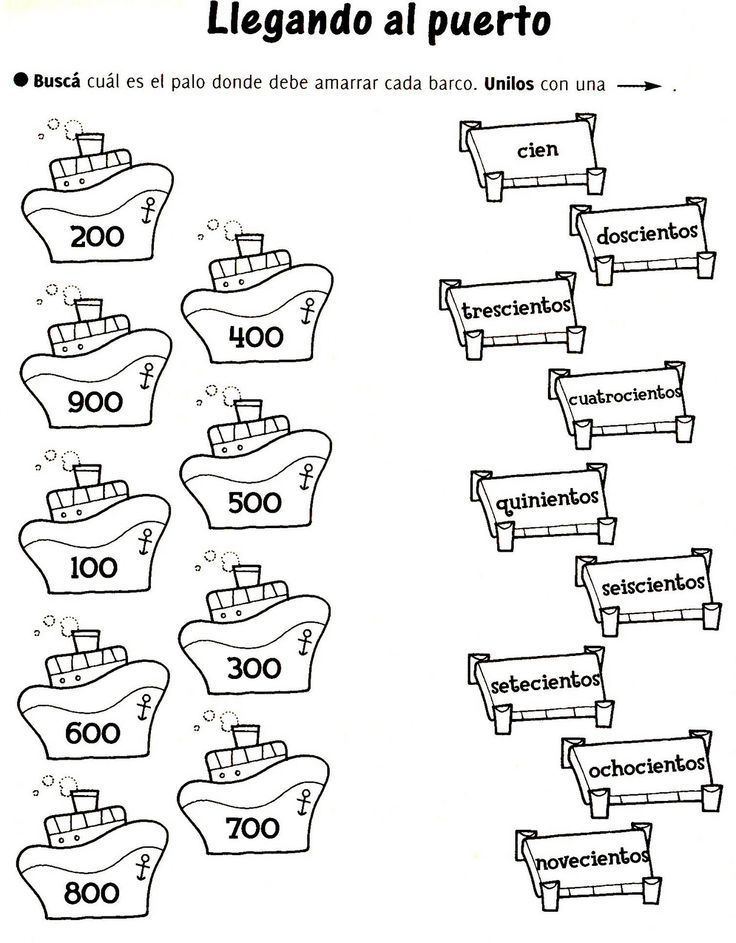 Llegando al puerto
● Buscá cuál es el palo donde debe amarrar cada barco. Unilos con una → .
200
400
900
500
100
300
600
700
800
cien
doscientos
trescientos
cuatrocientos
quinientos
seiscientos
setecientos
ochocientos
novecientos